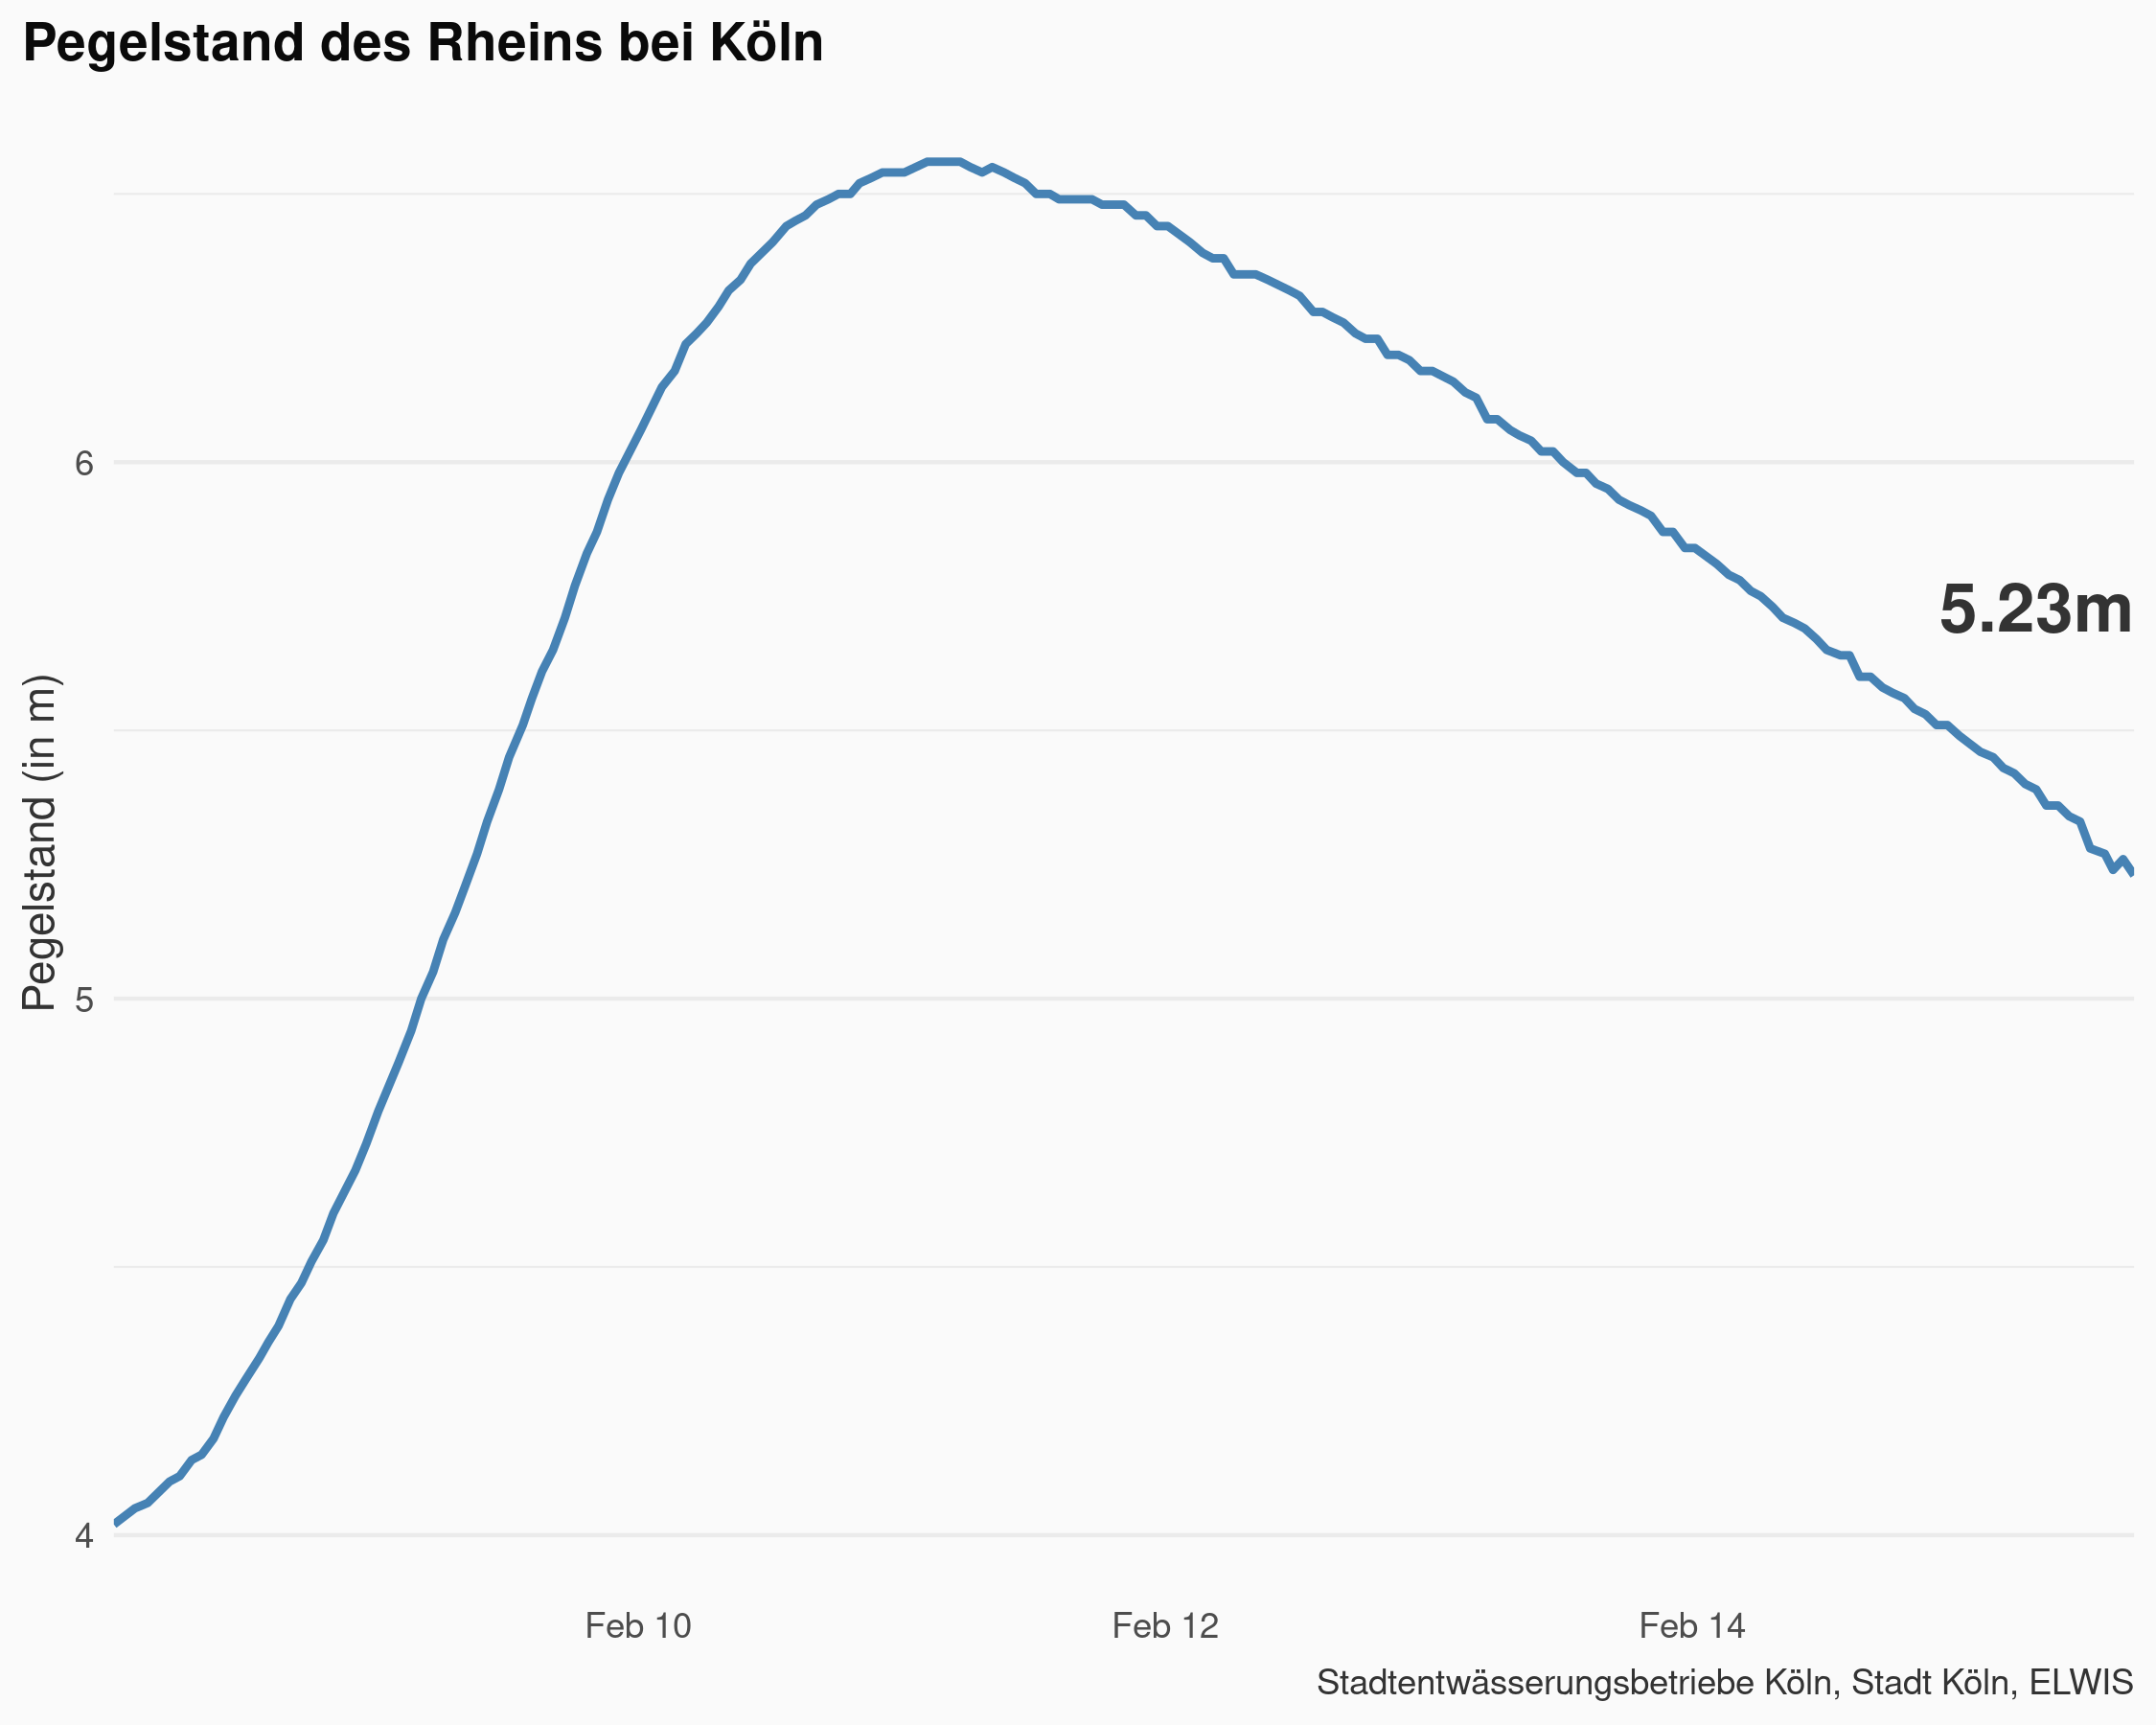 Pegelstand des Rheins bei Köln
Pegelstand (in m)
6
5
4
5.23m
Feb 10
Feb 12
Feb 14
Stadtentwässerungsbetriebe Köln, Stadt Köln, ELWIS